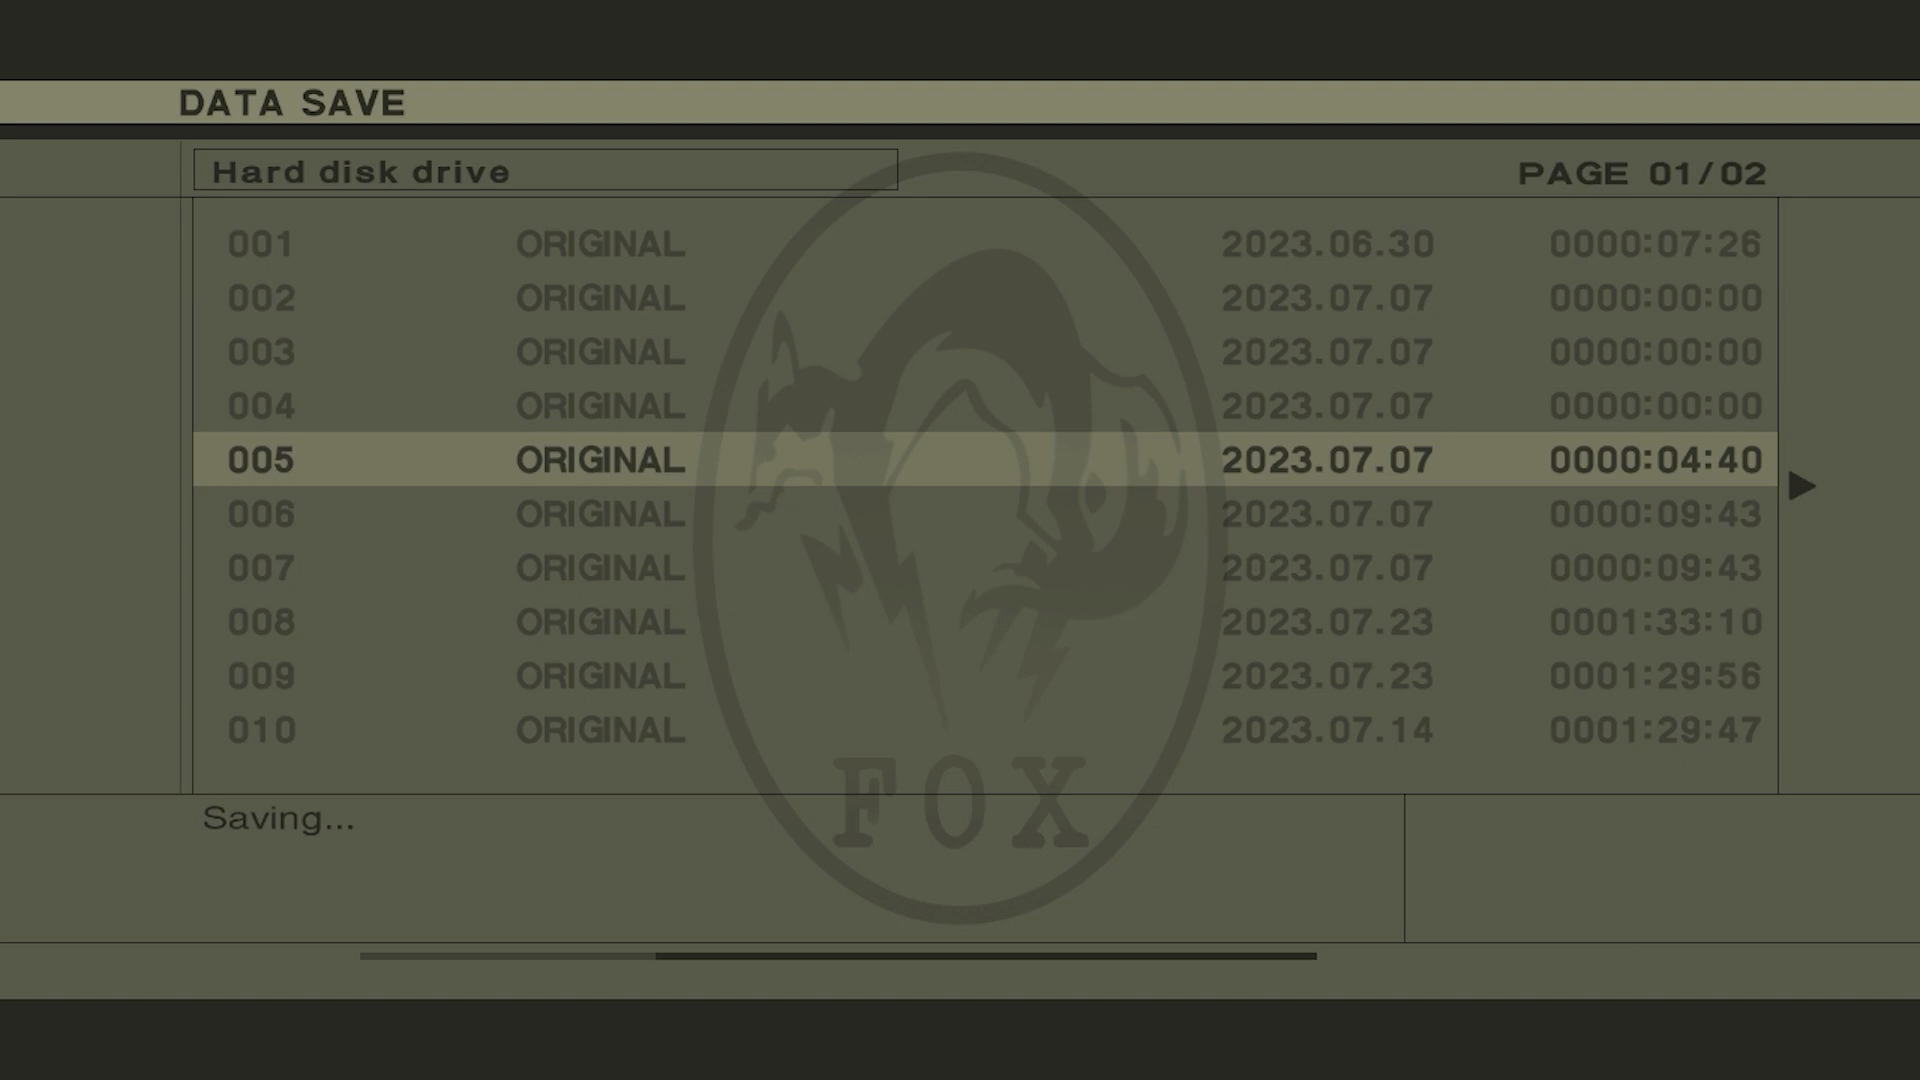 DATA SAVE
Hard disk drive PAGE 01/02
001 ORIGINAL 2023.06.30 0000:07:26
002 ORIGINAL 2023.07.07 0000:00:00
003 ORIGINAL 2023.07.07 0000:00:00
004 ORIGINAL 2023.07.07 0000:00:00
005 ORIGINAL 2023.07.07 0000:04:40
006 ORIGINAL 2023.07.07 0000:09:43
007 ORIGINAL 2023.07.07 0000:09:43
008 ORIGINAL 2023.07.23 0001:33:10
009 ORIGINAL 2023.07.23 0001:29:56
010 ORIGINAL 2023.07.14 0001:29:47
FOX
Saving...